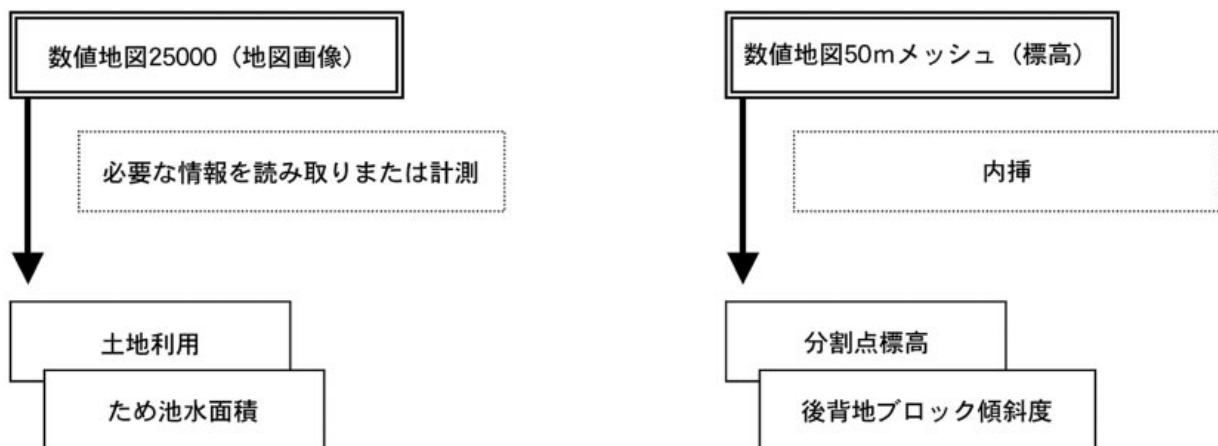 数値地図25000（地図画像）
必要な情報を読み取りまたは計測
土地利用
ため池水面積
数値地図50mメッシュ（標高）
内挿
分割点標高
後背地ブロック傾斜度